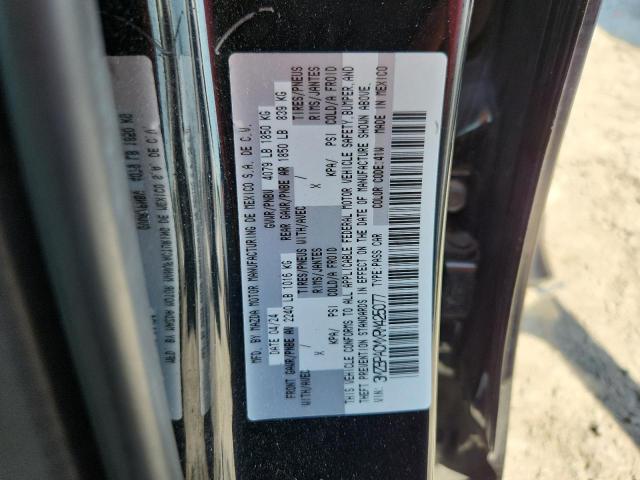 MFD. BY MAZDA MOTOR MANUFACTURING DE MEXICO S.A. DE C.V.
DATE 04/24 GVWR/PNBV 4079 LB 1850 KG
FRONT GAWR/PNBE AV 2240 LB 1016 KG REAR GAWR/PNBE AR 1850 LB 839 KG
WITH/AVEC / TIRES/PNEUS WITH/AVEC / TIRES/PNEUS
X RIMS/JANTES X RIMS/JANTES
KPA/ PSI COLD/A FROID KPA/ PSI COLD/A FROID
THIS VEHICLE CONFORMS TO ALL APPLICABLE FEDERAL MOTOR VEHICLE SAFETY, BUMPER, AND
THEFT PREVENTION STANDARDS IN EFFECT ON THE DATE OF MANUFACTURE SHOWN ABOVE.
COLOR CODE:41W MADE IN MEXICO
VIN: TYPE:PASS CAR